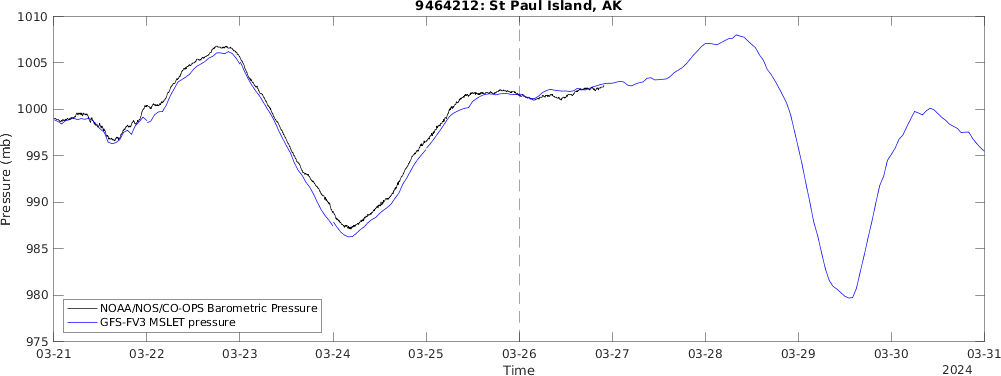 9464212: St Paul Island, AK
Pressure (mb)
1010
1005
1000
995
990
985
980
975
NOAA/NOS/CO-OPS Barometric Pressure
GFS-FV3 MSLET pressure
03-21 03-22 03-23 03-24 03-25 03-26 03-27 03-28 03-29 03-30 03-31
Time
2024